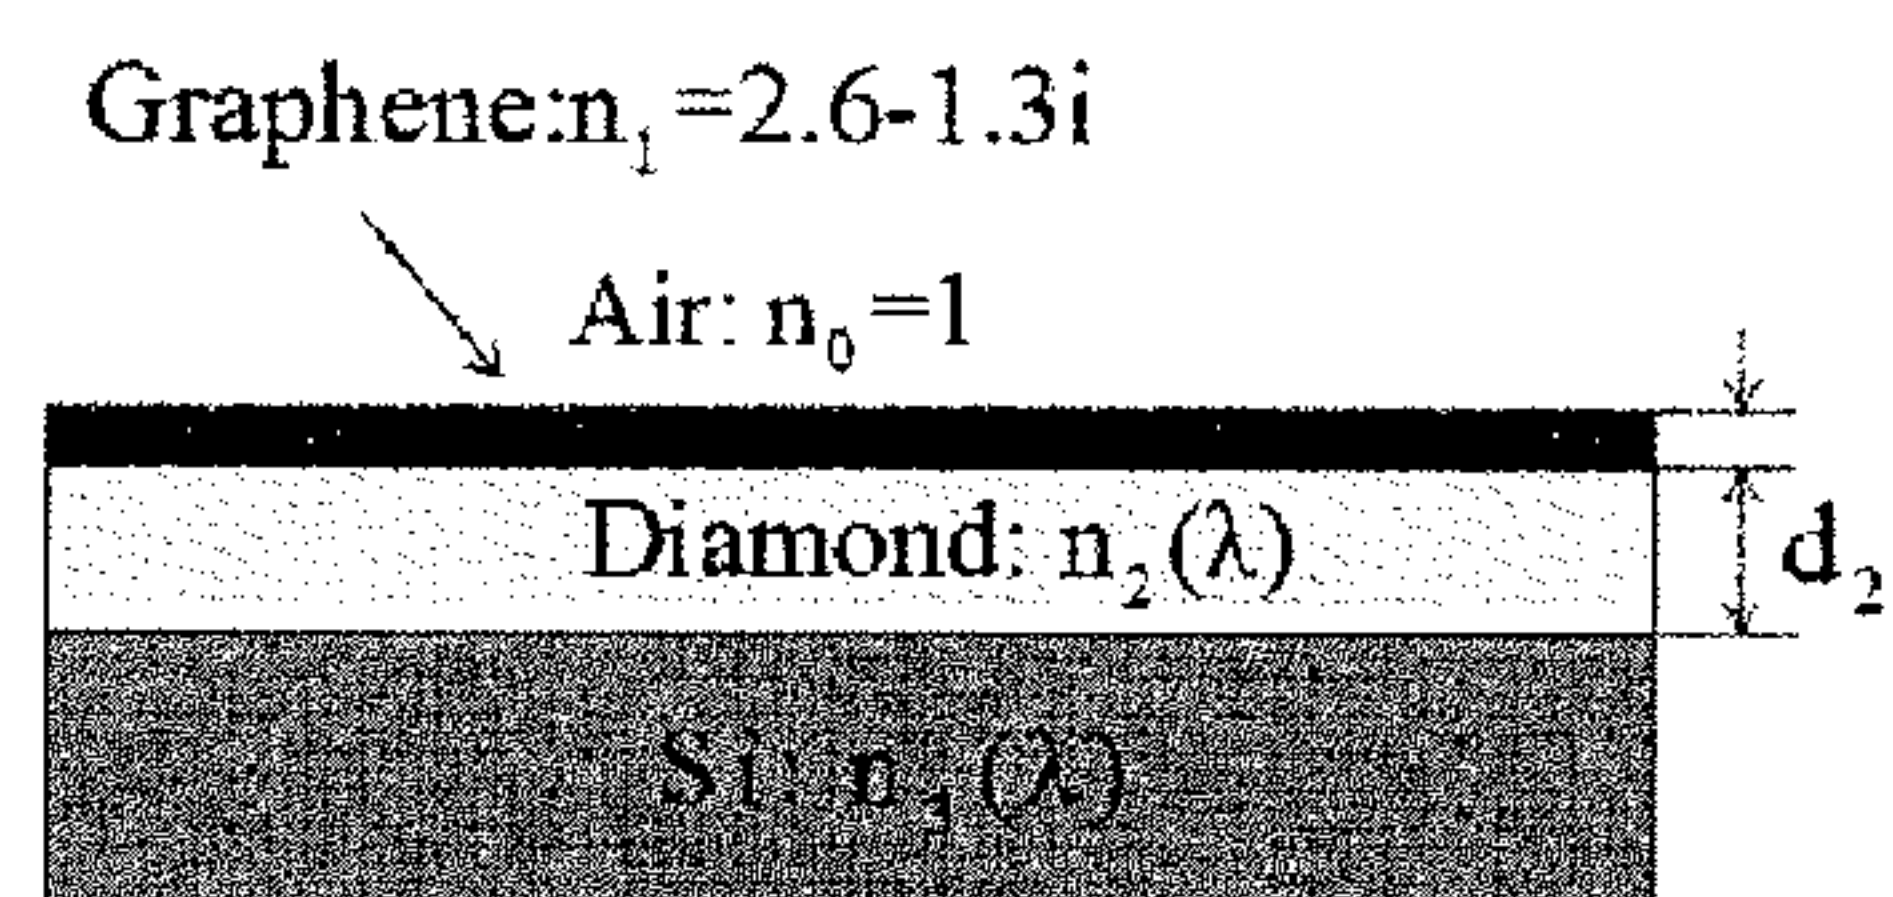 Graphene:n₁=2.6-1.3i
Air: n₀=1
Diamond: n₂(λ)
d₂
Si: n₃(λ)